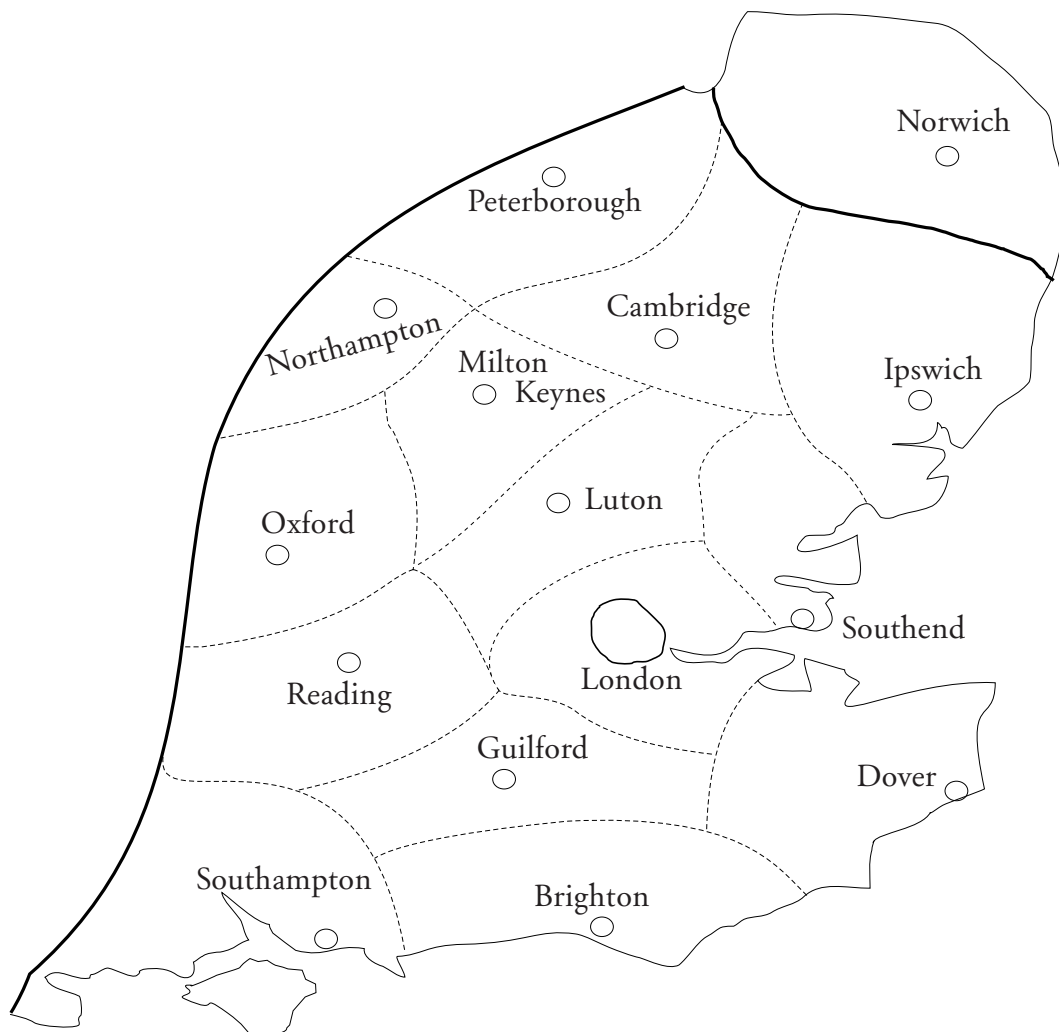 Norwich
Peterborough
Cambridge
Northampton
Milton
Keynes
Ipswich
Luton
Oxford
Southend
London
Reading
Guilford
Dover
Southampton
Brighton